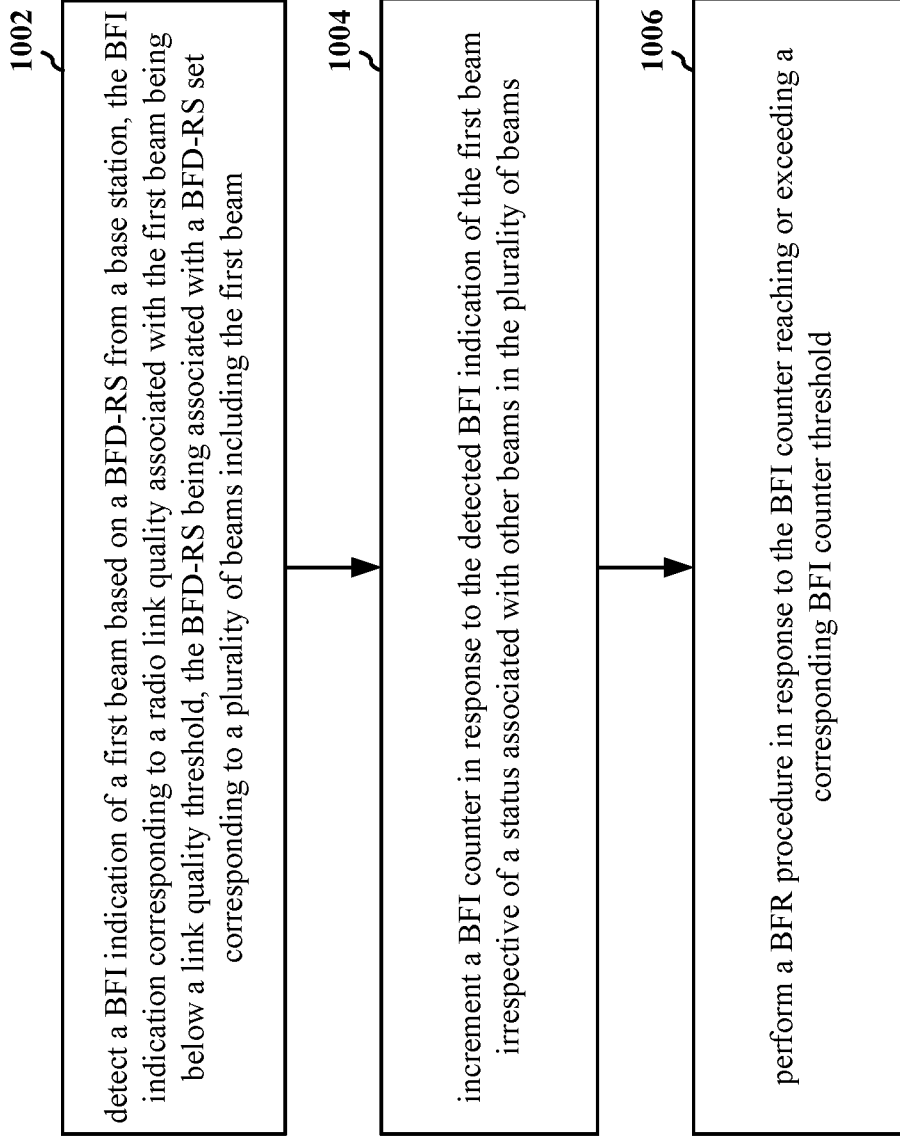 1002
detect a BFI indication of a first beam based on a BFD-RS from a base station, the BFI
indication corresponding to a radio link quality associated with the first beam being
below a link quality threshold, the BFD-RS being associated with a BFD-RS set
corresponding to a plurality of beams including the first beam
1004
increment a BFI counter in response to the detected BFI indication of the first beam
irrespective of a status associated with other beams in the plurality of beams
1006
perform a BFR procedure in response to the BFI counter reaching or exceeding a
corresponding BFI counter threshold